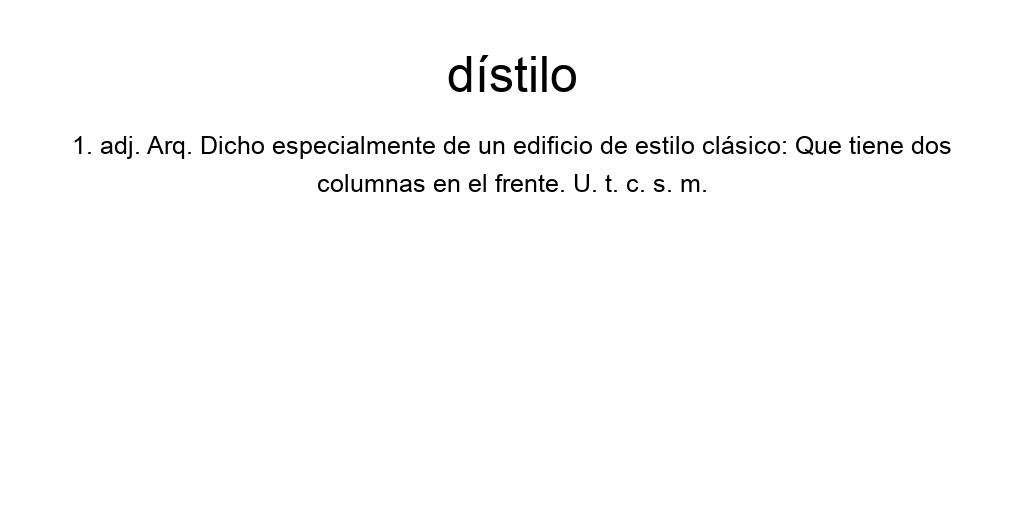 dístilo
1. adj. Arq. Dicho especialmente de un edificio de estilo clásico: Que tiene dos
columnas en el frente. U. t. c. s. m.